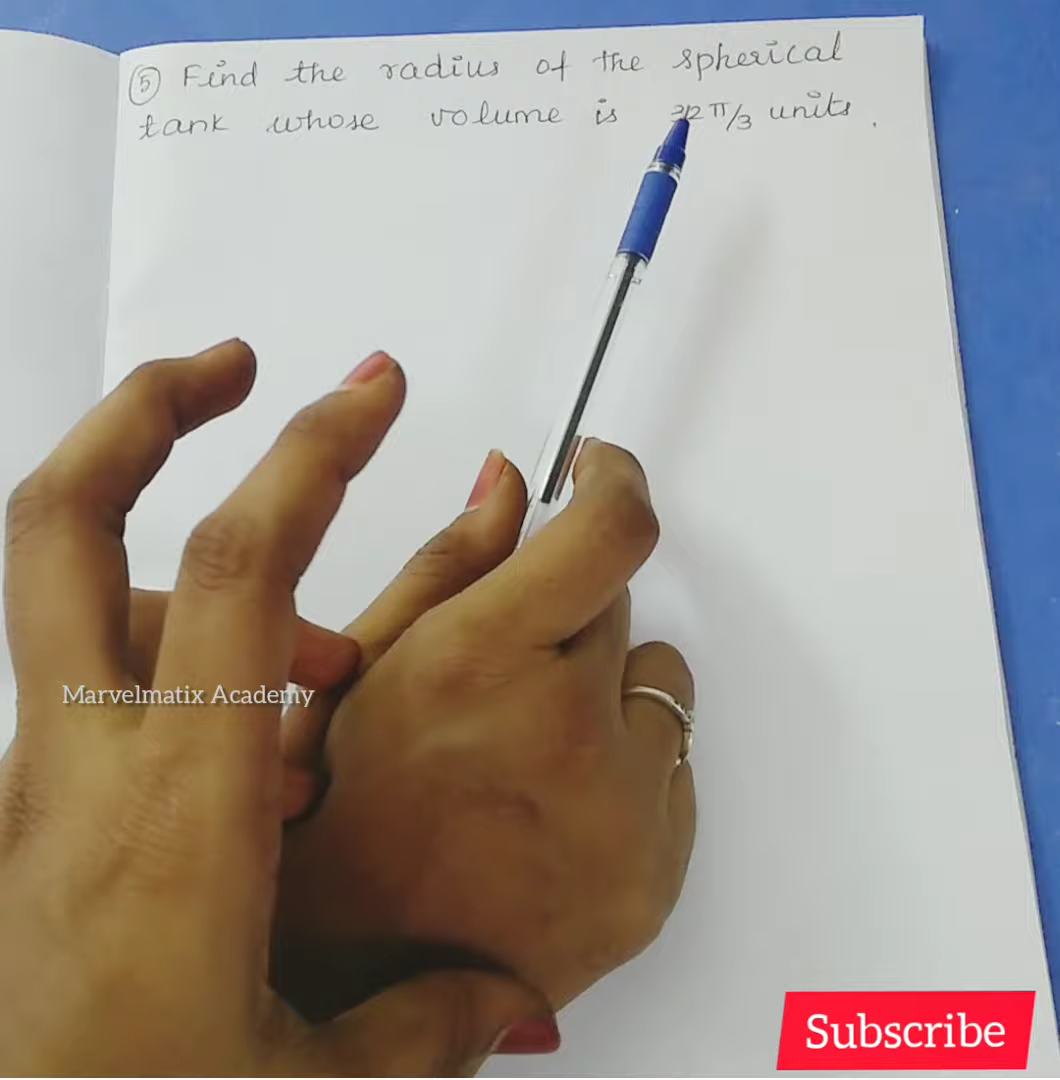 ⑤ Find the radius of the spherical
tank whose volume is 32π/3 units.
Marvelmatix Academy
Subscribe